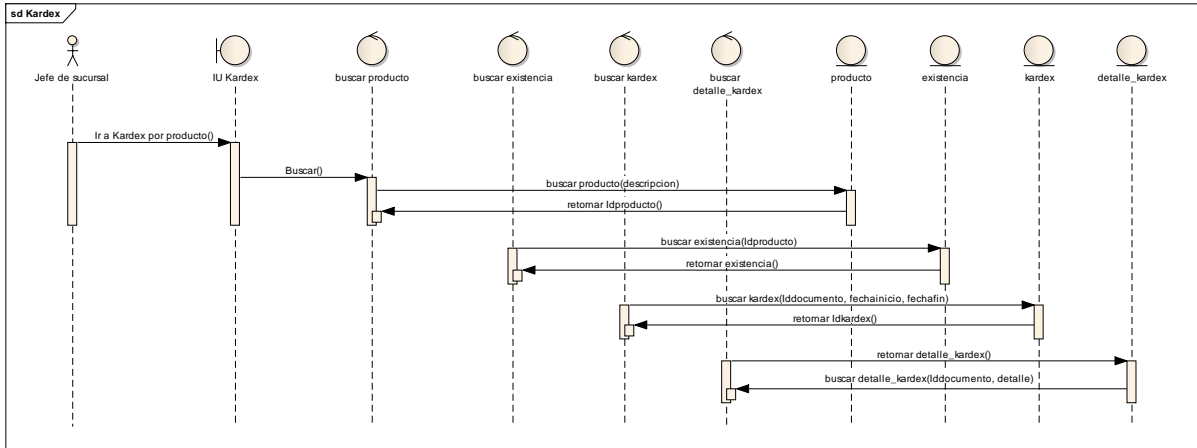 sd Kardex
Jefe de sucursal
IU Kardex
buscar producto
buscar existencia
buscar kardex
buscar
detalle_kardex
producto
existencia
kardex
detalle_kardex
Ir a Kardex por producto()
Buscar()
buscar producto(descripcion)
retornar Idproducto()
buscar existencia(Idproducto)
retornar existencia()
buscar kardex(Iddocumento, fechainicio, fechafin)
retornar Idkardex()
retornar detalle_kardex()
buscar detalle_kardex(Iddocumento, detalle)